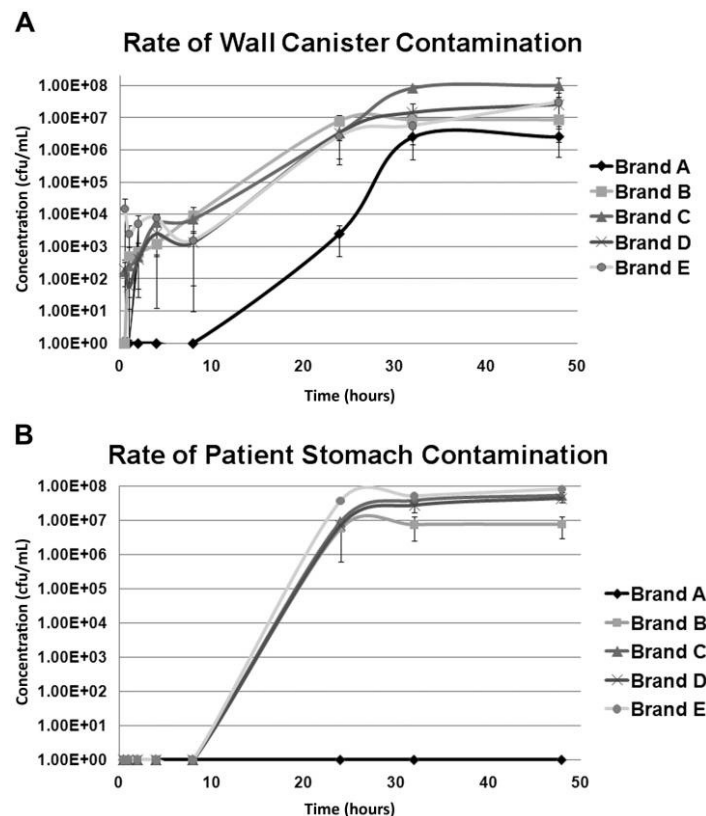 A
Rate of Wall Canister Contamination
Concentration (cfu/mL)
1.00E+08
1.00E+07
1.00E+06
1.00E+05
1.00E+04
1.00E+03
1.00E+02
1.00E+01
1.00E+00
0 10 20 30 40 50
Time (hours)
Brand A
Brand B
Brand C
Brand D
Brand E
B
Rate of Patient Stomach Contamination
Concentration (cfu/mL)
1.00E+08
1.00E+07
1.00E+06
1.00E+05
1.00E+04
1.00E+03
1.00E+02
1.00E+01
1.00E+00
0 10 20 30 40 50
Time (hours)
Brand A
Brand B
Brand C
Brand D
Brand E